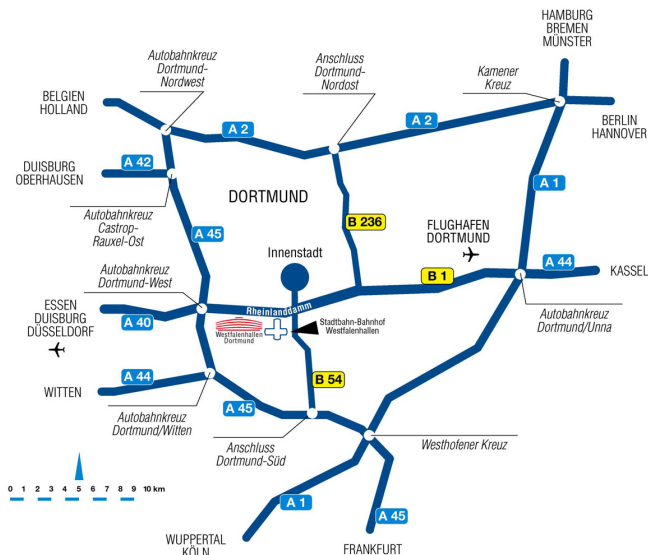 HAMBURG
BREMEN
MÜNSTER
Autobahnkreuz
Dortmund-
Nordwest
Anschluss
Dortmund-
Nordost
Kamener
Kreuz
BELGIEN
HOLLAND
BERLIN
HANNOVER
A 2
A 2
A 42
DUISBURG
OBERHAUSEN
A 1
DORTMUND
Autobahnkreuz
Castrop-
Rauxel-Ost
A 45
B 236
FLUGHAFEN
DORTMUND
Innenstadt
Autobahnkreuz
Dortmund-West
B 1
A 44
KASSEL
ESSEN
DUISBURG
DÜSSELDORF
A 40
Rheinlanddamm
Westfalenhallen
Dortmund
Stadtbahn-Bahnhof
Westfalenhallen
Autobahnkreuz
Dortmund/Unna
A 44
WITTEN
B 54
A 45
Autobahnkreuz
Dortmund/Witten
Anschluss
Dortmund-Süd
Westhofener Kreuz
0 1 2 3 4 5 6 7 8 9 10 km
A 1
A 45
WUPPERTAL
KÖLN
FRANKFURT